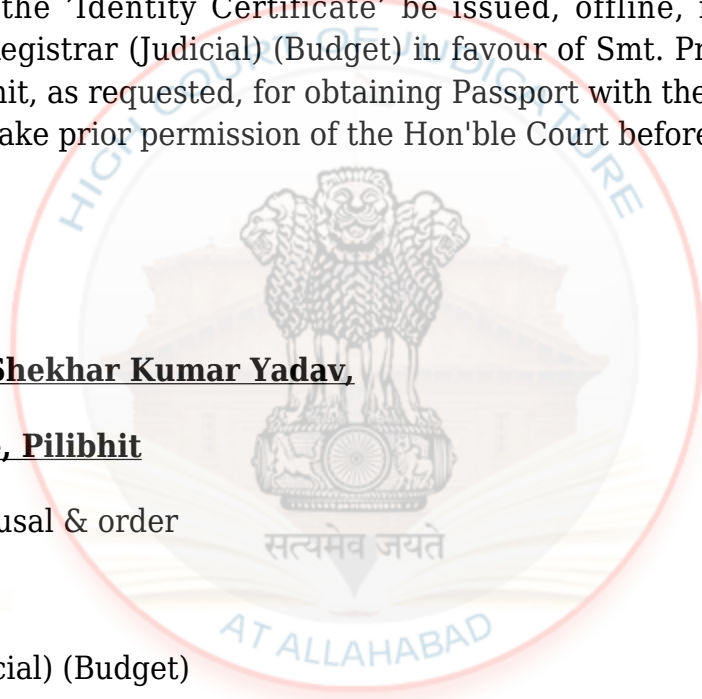 the 'Identity Certificate' be issued, offline,
egistrar (Judicial) (Budget) in favour of Smt. Pr
nit, as requested, for obtaining Passport with the
ake prior permission of the Hon'ble Court before
HIGH COURT OF JUDICATURE
Shekhar Kumar Yadav,
, Pilibhit
usal & order
सत्यमेव जयते
AT ALLAHABAD
cial) (Budget)